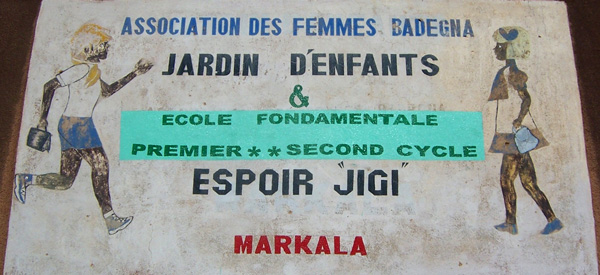 ASSOCIATION DES FEMMES BADEGNA
JARDIN D'ENFANTS
&
ECOLE FONDAMENTALE
PREMIER ** SECOND CYCLE
ESPOIR "JIGI"
MARKALA